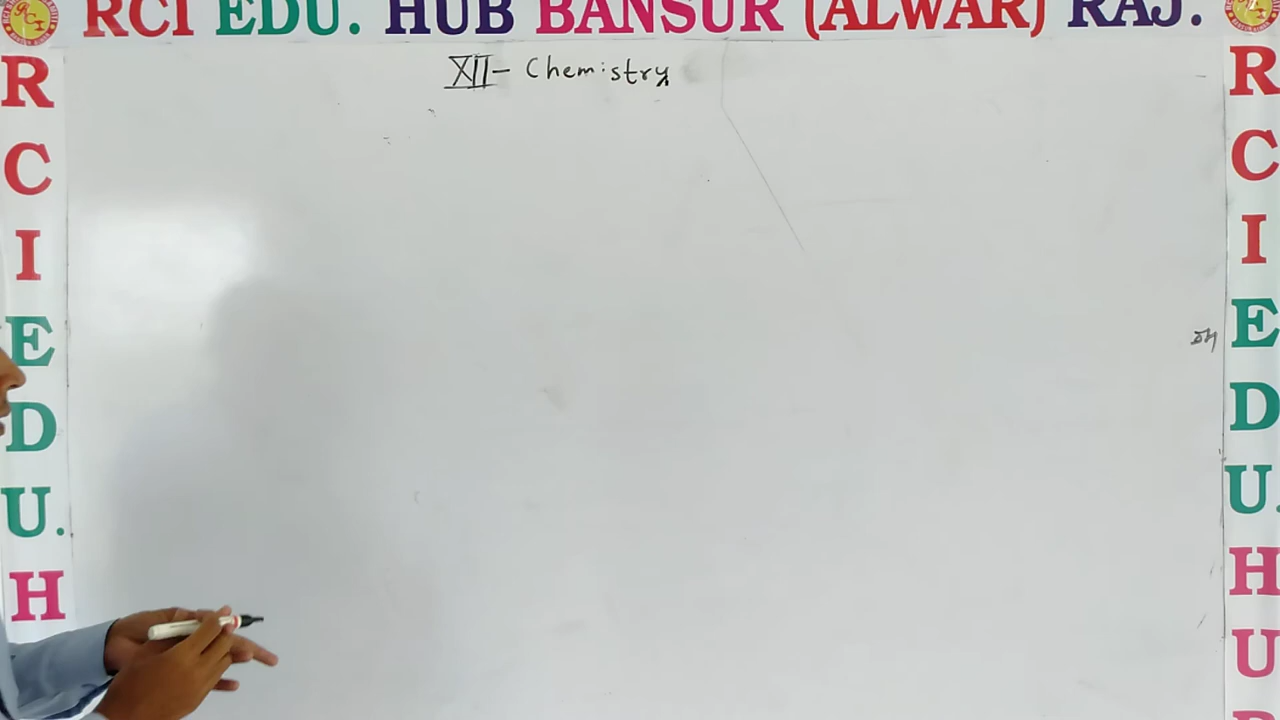 RCI EDU. HUB BANSUR (ALWAR) RAJ.
XII- Chemistry
R
C
I
E
D
U.
H
R
C
I
E
D
U.
H
U